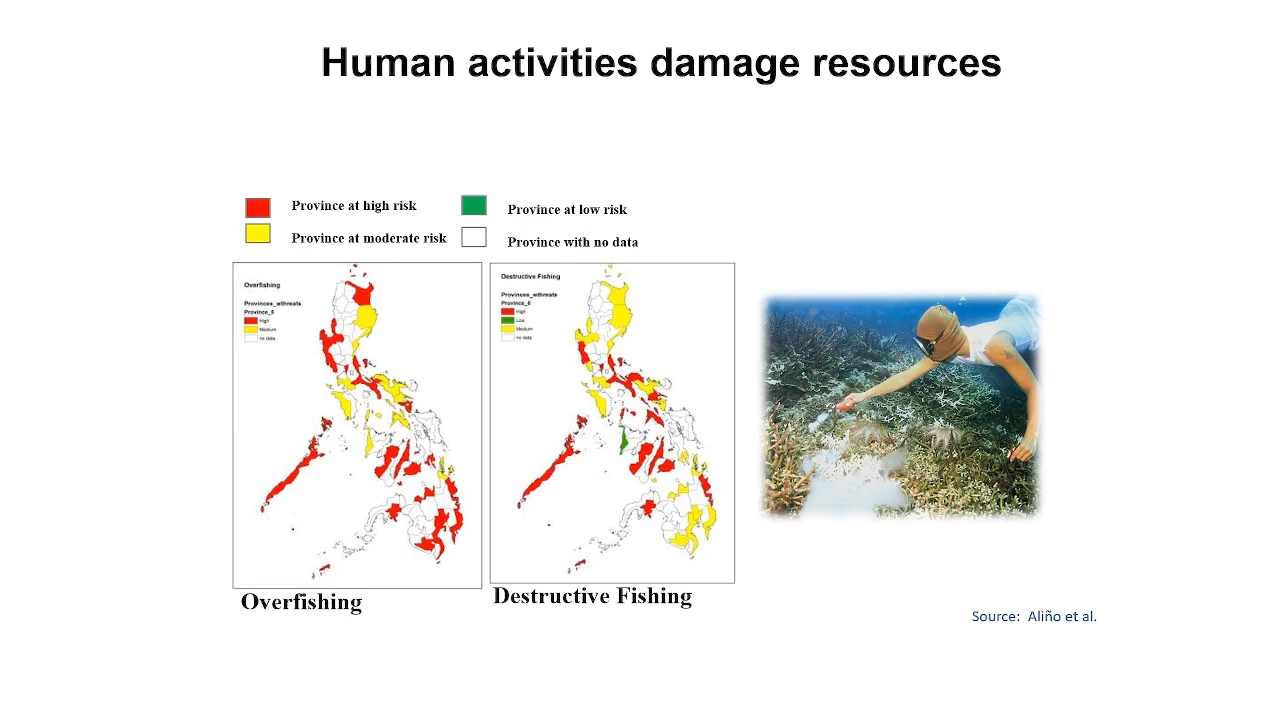 Human activities damage resources
Province at high risk
Province at low risk
Province at moderate risk
Province with no data
Overfishing
Provinces_wthreats
Province_5
High
Medium
no data
Destructive Fishing
Provinces_wthreats
Province_6
High
Low
Medium
no data
Overfishing
Destructive Fishing
Source: Aliño et al.